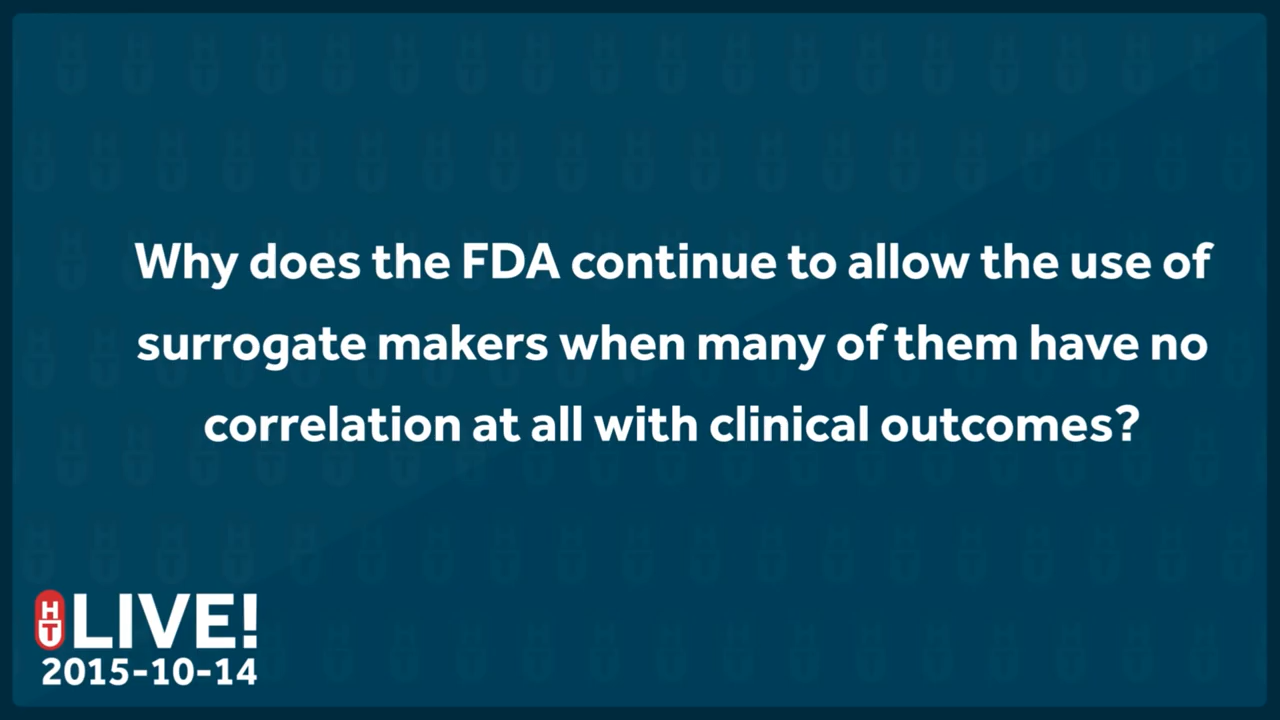 Why does the FDA continue to allow the use of
surrogate makers when many of them have no
correlation at all with clinical outcomes?
HT LIVE!
2015-10-14